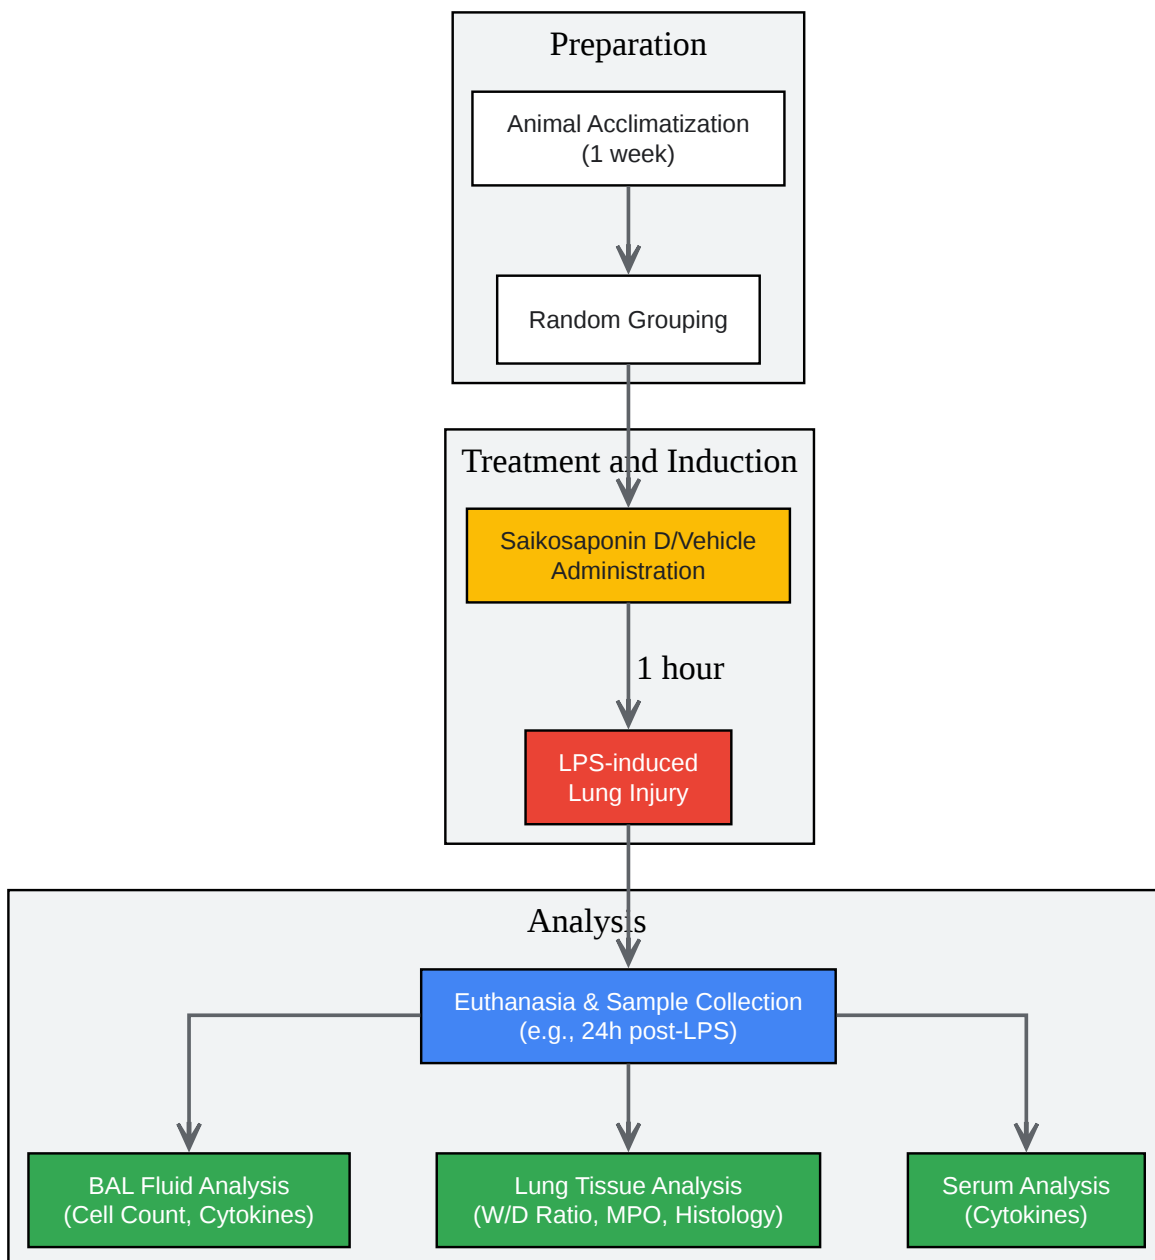 Preparation
Animal Acclimatization
(1 week)
Random Grouping
Treatment and Induction
Saikosaponin D/Vehicle
Administration
1 hour
LPS-induced
Lung Injury
Analysis
Euthanasia & Sample Collection
(e.g., 24h post-LPS)
BAL Fluid Analysis
(Cell Count, Cytokines)
Lung Tissue Analysis
(W/D Ratio, MPO, Histology)
Serum Analysis
(Cytokines)